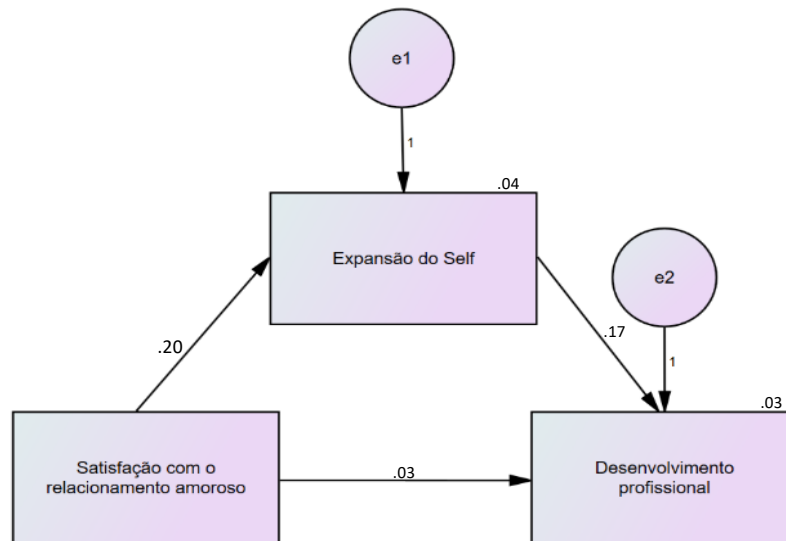 e1
1
.04
Expansão do Self
e2
.17
.20
1
.03
Satisfação com o
relacionamento amoroso
.03
Desenvolvimento
profissional